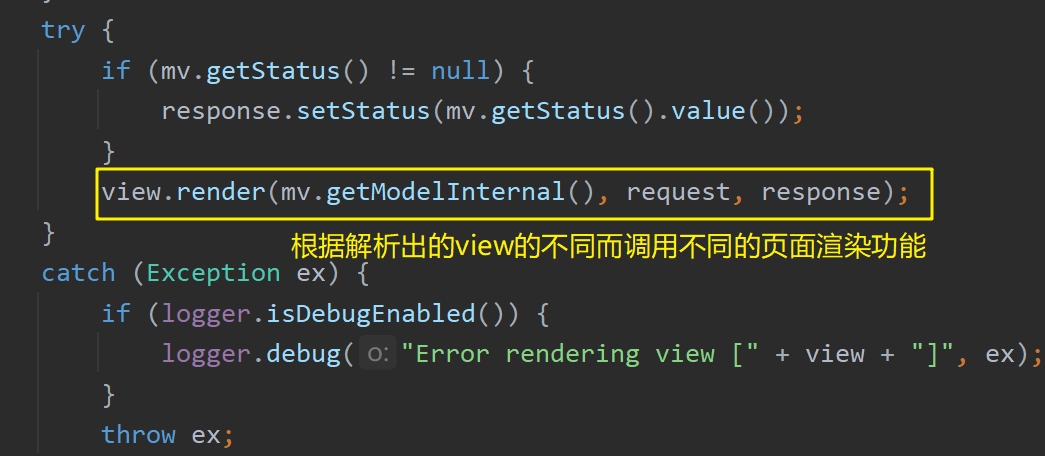 try {
if (mv.getStatus() != null) {
response.setStatus(mv.getStatus().value());
}
view.render(mv.getModelInternal(), request, response);
}
根据解析出的view的不同而调用不同的页面渲染功能
catch (Exception ex) {
if (logger.isDebugEnabled()) {
logger.debug( o: "Error rendering view [" + view + "]", ex);
}
throw ex;